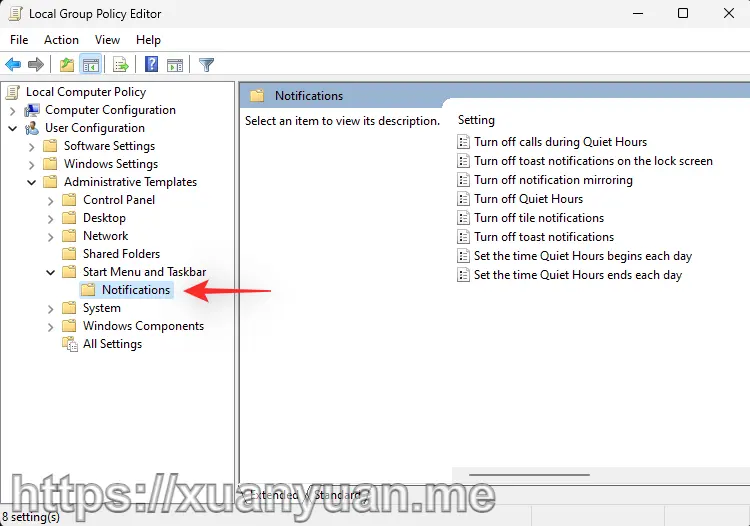 Local Group Policy Editor
File Action View Help
Local Computer Policy
Computer Configuration
User Configuration
Software Settings
Windows Settings
Administrative Templates
Control Panel
Desktop
Network
Shared Folders
Start Menu and Taskbar
Notifications
System
Windows Components
All Settings
Notifications
Select an item to view its description.
Setting
Turn off calls during Quiet Hours
Turn off toast notifications on the lock screen
Turn off notification mirroring
Turn off Quiet Hours
Turn off tile notifications
Turn off toast notifications
Set the time Quiet Hours begins each day
Set the time Quiet Hours ends each day
Extended Standard
https://xuanyuan.me
8 setting(s)